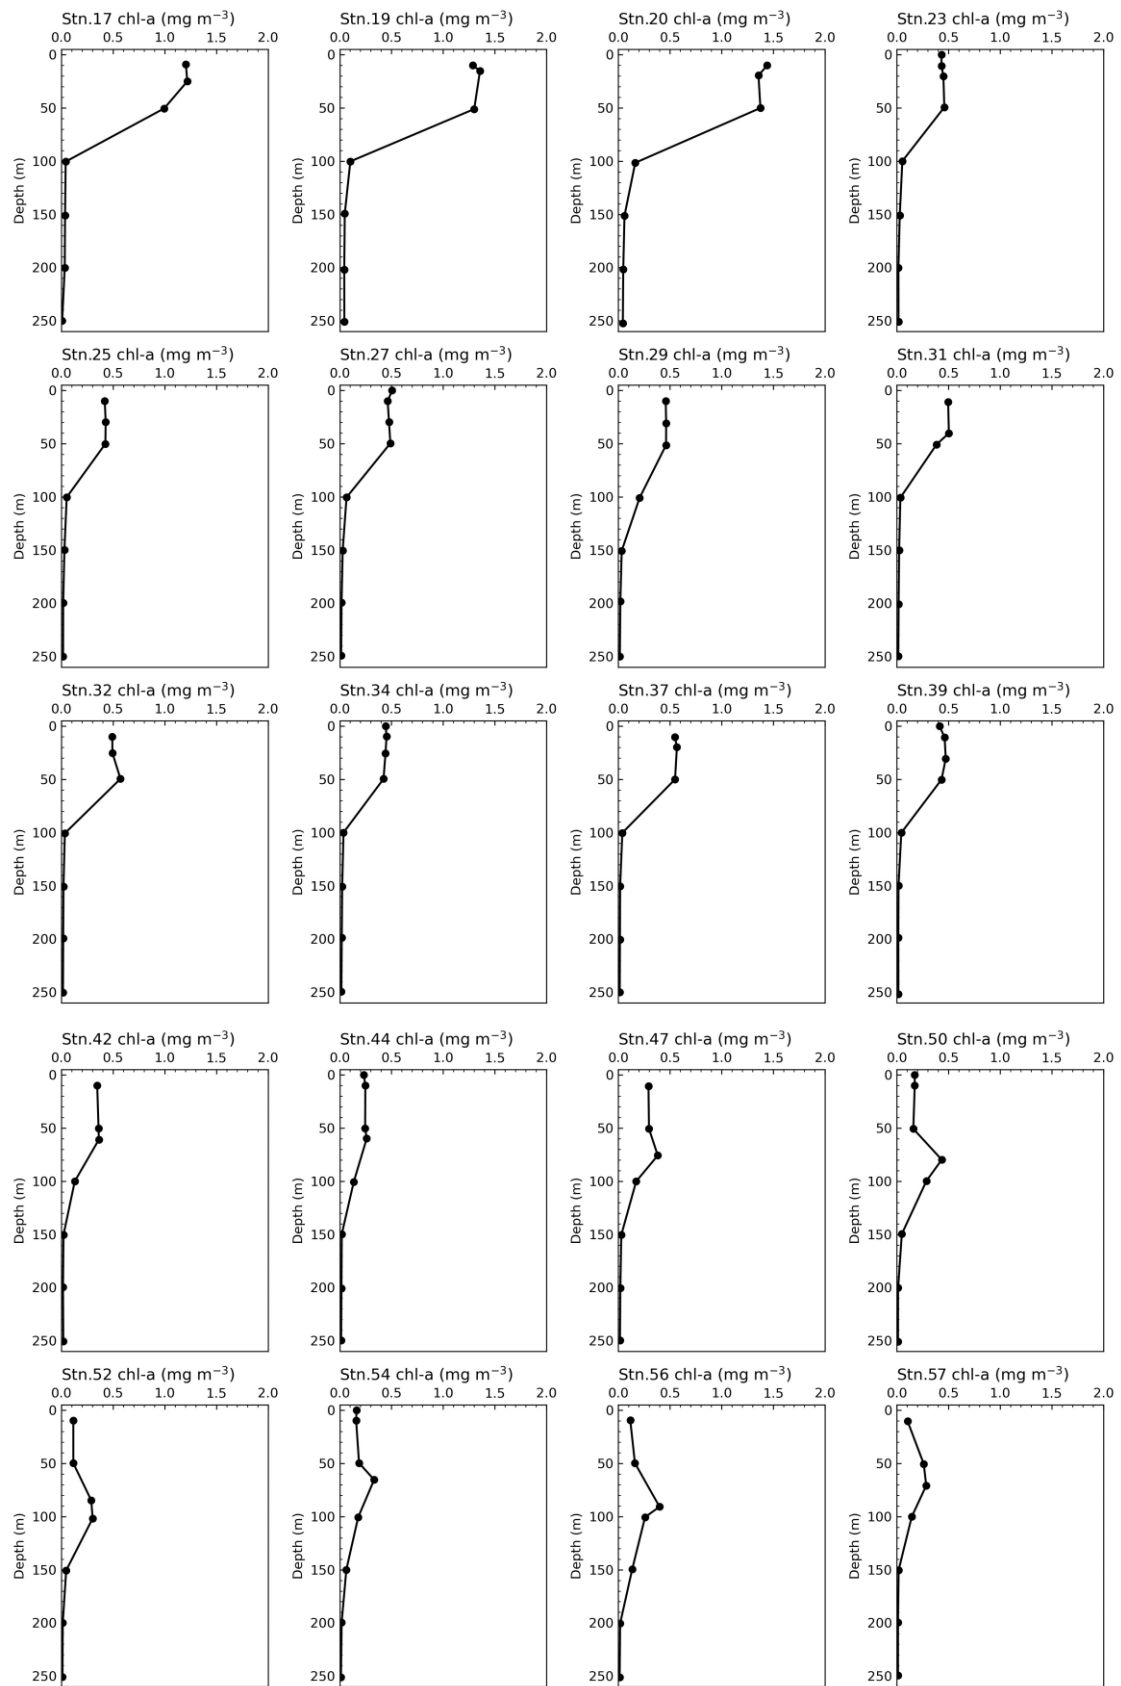 Stn.17 chl-a (mg m⁻³) Stn.19 chl-a (mg m⁻³) Stn.20 chl-a (mg m⁻³) Stn.23 chl-a (mg m⁻³)
0.0 0.5 1.0 1.5 2.0 0.0 0.5 1.0 1.5 2.0 0.0 0.5 1.0 1.5 2.0 0.0 0.5 1.0 1.5 2.0
0 0 0 0
50 50 50 50
100 100 100 100
Depth (m) Depth (m) Depth (m) Depth (m)
150 150 150 150
200 200 200 200
250 250 250 250
Stn.25 chl-a (mg m⁻³) Stn.27 chl-a (mg m⁻³) Stn.29 chl-a (mg m⁻³) Stn.31 chl-a (mg m⁻³)
0.0 0.5 1.0 1.5 2.0 0.0 0.5 1.0 1.5 2.0 0.0 0.5 1.0 1.5 2.0 0.0 0.5 1.0 1.5 2.0
0 0 0 0
50 50 50 50
100 100 100 100
Depth (m) Depth (m) Depth (m) Depth (m)
150 150 150 150
200 200 200 200
250 250 250 250
Stn.32 chl-a (mg m⁻³) Stn.34 chl-a (mg m⁻³) Stn.37 chl-a (mg m⁻³) Stn.39 chl-a (mg m⁻³)
0.0 0.5 1.0 1.5 2.0 0.0 0.5 1.0 1.5 2.0 0.0 0.5 1.0 1.5 2.0 0.0 0.5 1.0 1.5 2.0
0 0 0 0
50 50 50 50
100 100 100 100
Depth (m) Depth (m) Depth (m) Depth (m)
150 150 150 150
200 200 200 200
250 250 250 250
Stn.42 chl-a (mg m⁻³) Stn.44 chl-a (mg m⁻³) Stn.47 chl-a (mg m⁻³) Stn.50 chl-a (mg m⁻³)
0.0 0.5 1.0 1.5 2.0 0.0 0.5 1.0 1.5 2.0 0.0 0.5 1.0 1.5 2.0 0.0 0.5 1.0 1.5 2.0
0 0 0 0
50 50 50 50
100 100 100 100
Depth (m) Depth (m) Depth (m) Depth (m)
150 150 150 150
200 200 200 200
250 250 250 250
Stn.52 chl-a (mg m⁻³) Stn.54 chl-a (mg m⁻³) Stn.56 chl-a (mg m⁻³) Stn.57 chl-a (mg m⁻³)
0.0 0.5 1.0 1.5 2.0 0.0 0.5 1.0 1.5 2.0 0.0 0.5 1.0 1.5 2.0 0.0 0.5 1.0 1.5 2.0
0 0 0 0
50 50 50 50
100 100 100 100
Depth (m) Depth (m) Depth (m) Depth (m)
150 150 150 150
200 200 200 200
250 250 250 250